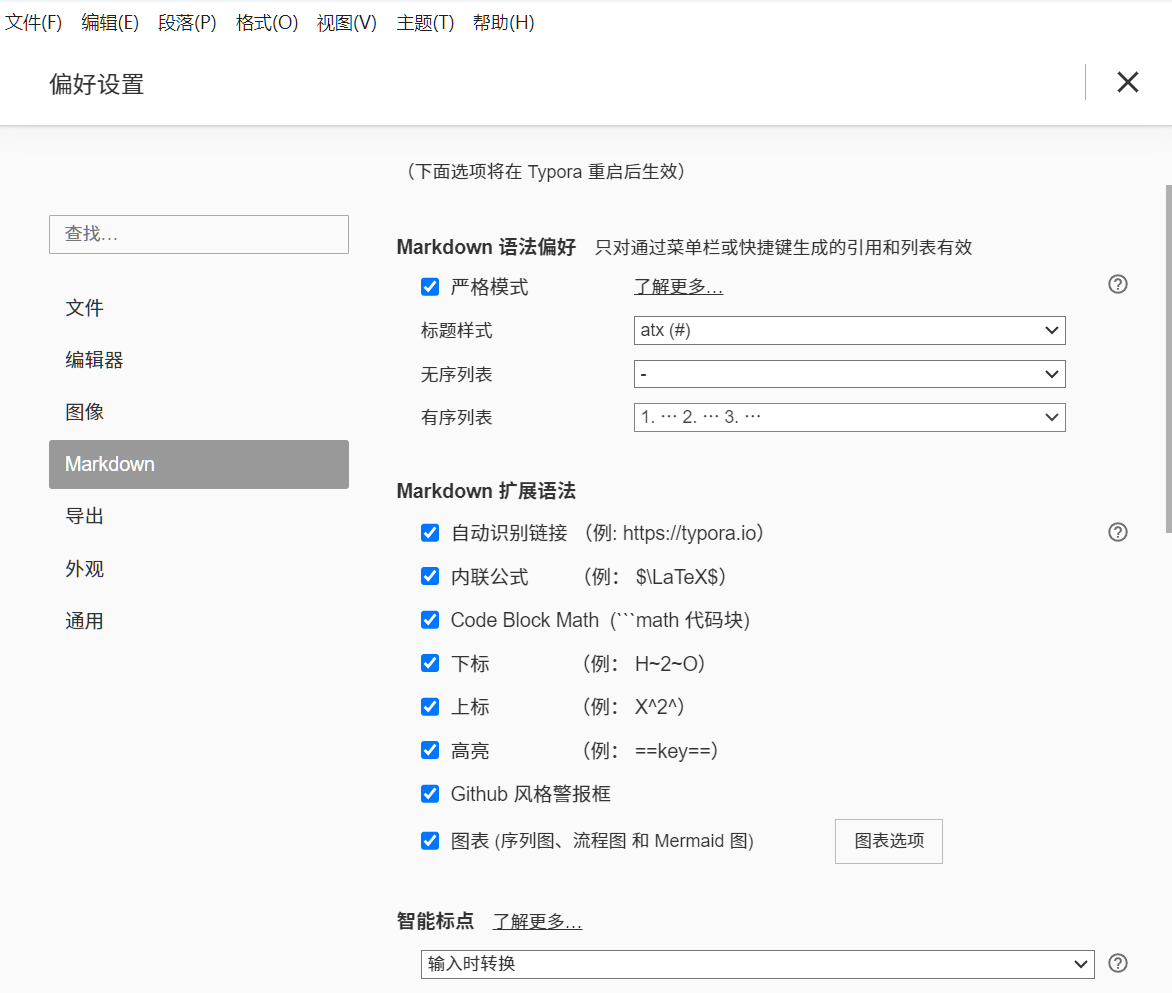 文件(F) 编辑(E) 段落(P) 格式(O) 视图(V) 主题(T) 帮助(H)
偏好设置
查找…
文件
编辑器
图像
Markdown
导出
外观
通用
（下面选项将在 Typora 重启后生效）
Markdown 语法偏好 只对通过菜单栏或快捷键生成的引用和列表有效
严格模式 了解更多…
标题样式 atx (#)
无序列表 -
有序列表 1. … 2. … 3. …
Markdown 扩展语法
自动识别链接 （例: https://typora.io）
内联公式 （例： $\LaTeX$）
Code Block Math (```math 代码块)
下标 （例： H~2~O）
上标 （例： X^2^）
高亮 （例： ==key==）
Github 风格警报框
图表 (序列图、流程图 和 Mermaid 图) 图表选项
智能标点 了解更多…
输入时转换